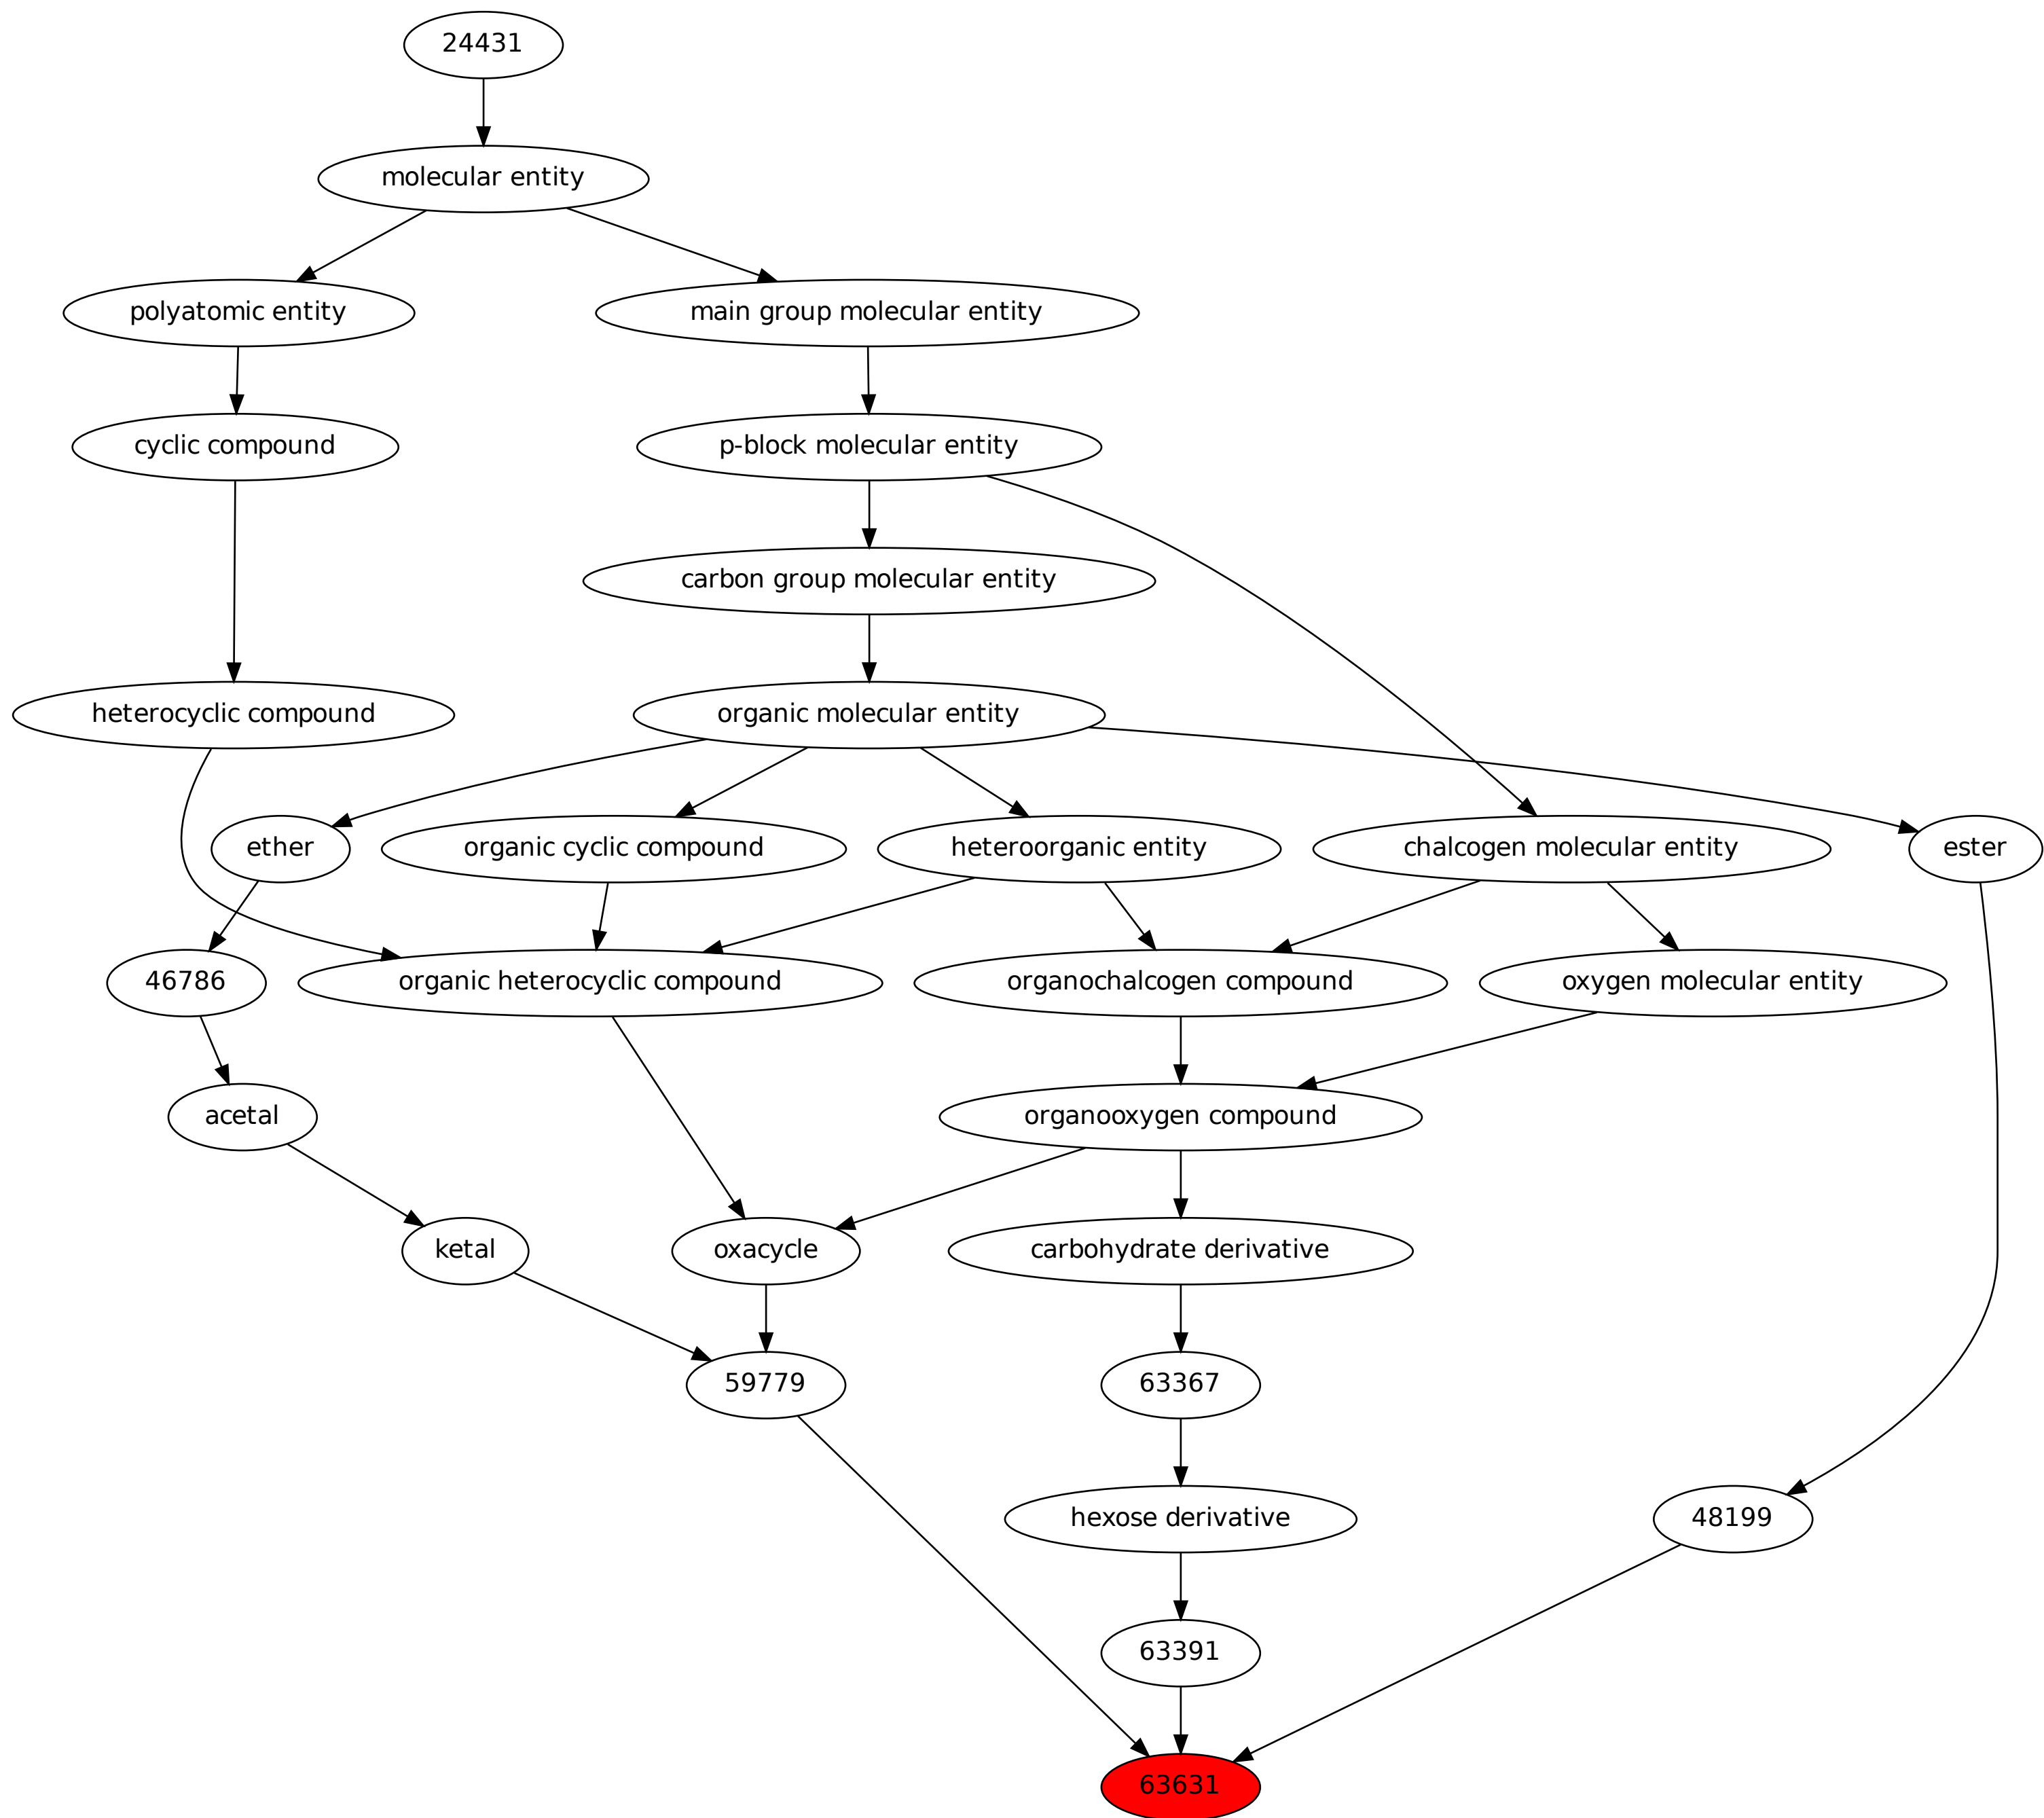 24431
molecular entity
polyatomic entity
main group molecular entity
cyclic compound
p-block molecular entity
carbon group molecular entity
heterocyclic compound
organic molecular entity
ether
organic cyclic compound
heteroorganic entity
chalcogen molecular entity
ester
46786
organic heterocyclic compound
organochalcogen compound
oxygen molecular entity
acetal
organooxygen compound
ketal
oxacycle
carbohydrate derivative
59779
63367
hexose derivative
48199
63391
63631